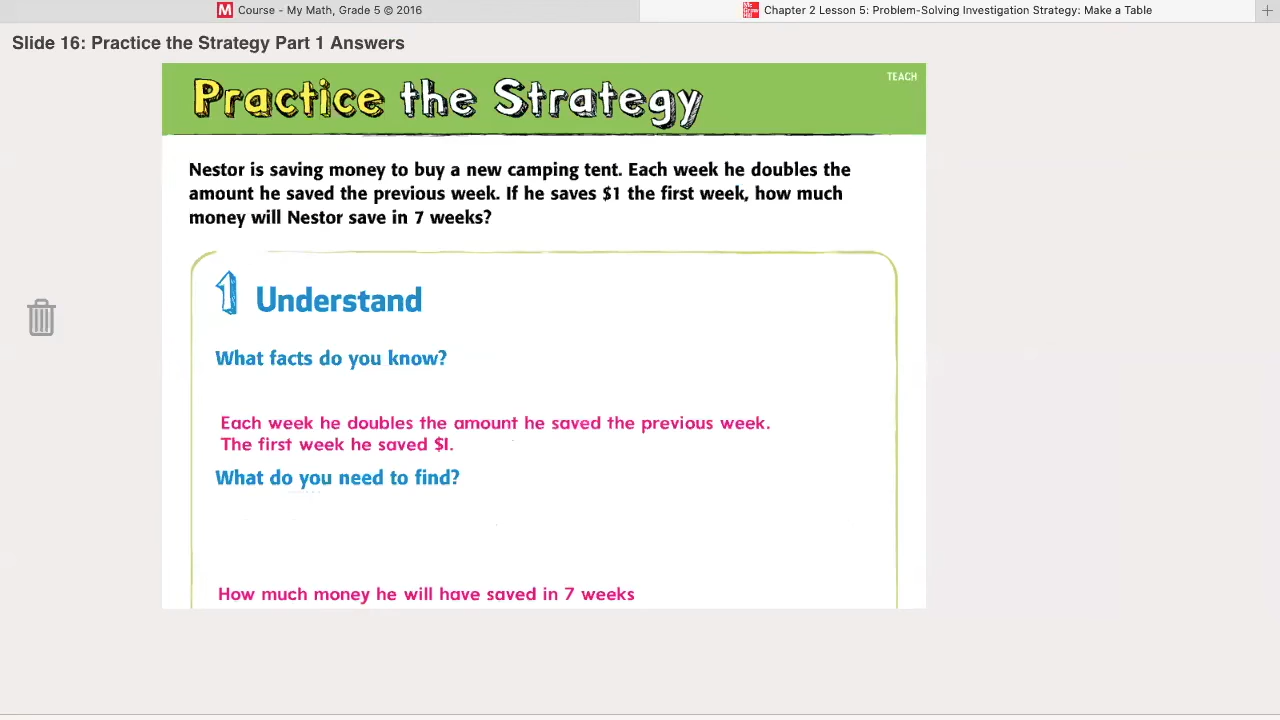 Course - My Math, Grade 5 © 2016
Chapter 2 Lesson 5: Problem-Solving Investigation Strategy: Make a Table
Slide 16: Practice the Strategy Part 1 Answers
TEACH
Practice the Strategy
Nestor is saving money to buy a new camping tent. Each week he doubles the
amount he saved the previous week. If he saves $1 the first week, how much
money will Nestor save in 7 weeks?
1 Understand
What facts do you know?
Each week he doubles the amount he saved the previous week.
The first week he saved $1.
What do you need to find?
How much money he will have saved in 7 weeks